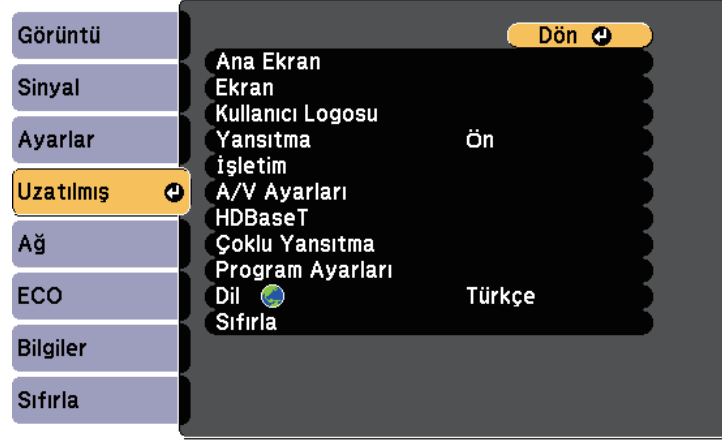 Görüntü
Sinyal
Ayarlar
Uzatılmış
Ağ
ECO
Bilgiler
Sıfırla
Dön
Ana Ekran
Ekran
Kullanıcı Logosu
Yansıtma Ön
İşletim
A/V Ayarları
HDBaseT
Çoklu Yansıtma
Program Ayarları
Dil Türkçe
Sıfırla